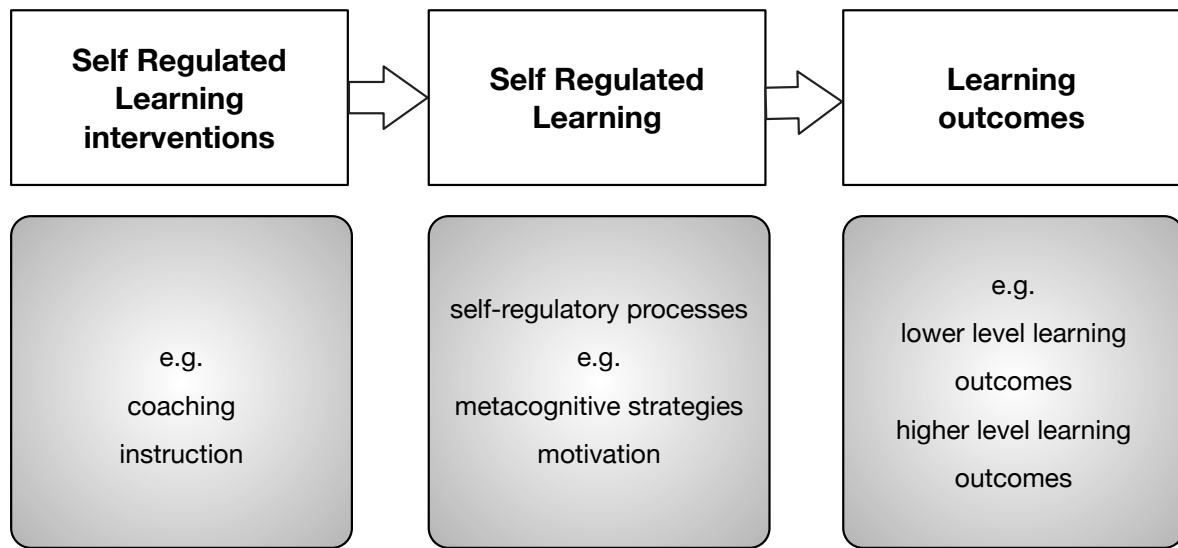 Self Regulated
Learning
interventions
Self Regulated
Learning
Learning
outcomes
e.g.
coaching
instruction
self-regulatory processes
e.g.
metacognitive strategies
motivation
e.g.
lower level learning
outcomes
higher level learning
outcomes